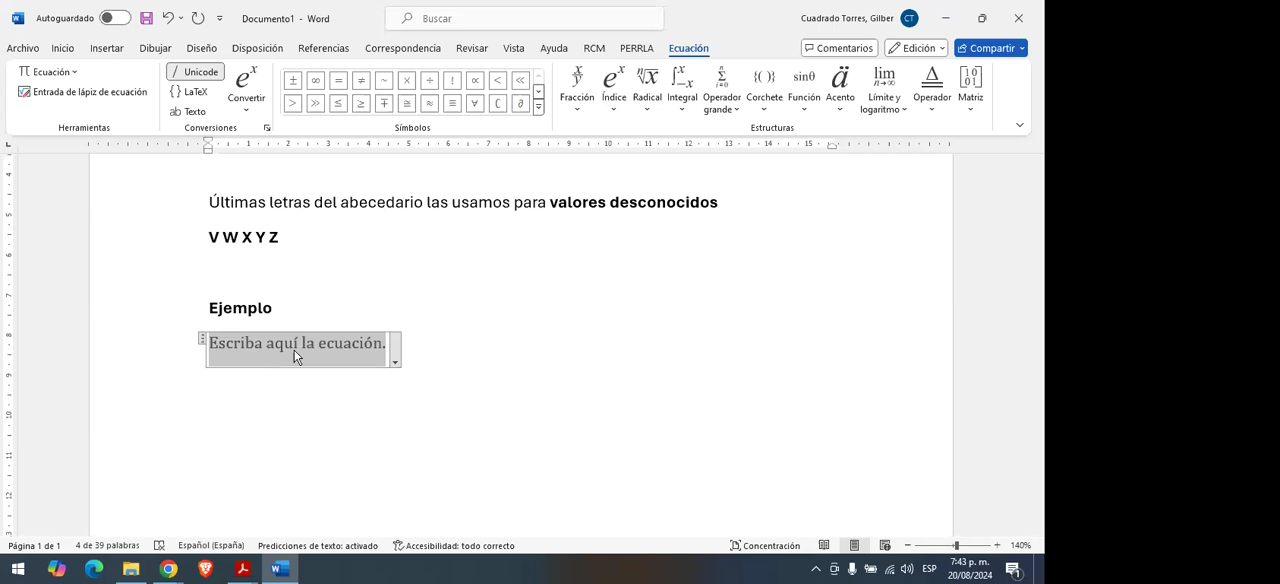 Autoguardado
Documento1 - Word
Buscar
Cuadrado Torres, Gilber
CT
Archivo Inicio Insertar Dibujar Diseño Disposición Referencias Correspondencia Revisar Vista Ayuda RCM PERRLA Ecuación
Comentarios Edición Compartir
π Ecuación
Entrada de lápiz de ecuación
Herramientas
/ Unicode
{} LaTeX
ab Texto
eˣ Convertir
Conversiones
± ∞ = ≠ ~ × ÷ ! ∝ < ≪
> ≫ ≤ ≥ ∓ ≅ ≈ ≡ ∀ ∁ ∂
Símbolos
Fracción Índice Radical Integral Operador grande Corchete Función Acento Límite y logaritmo Operador Matriz
Estructuras
Últimas letras del abecedario las usamos para valores desconocidos
V W X Y Z
Ejemplo
Escriba aquí la ecuación.
Página 1 de 1 4 de 39 palabras Español (España) Predicciones de texto: activado Accesibilidad: todo correcto Concentración 140%
ESP
7:43 p. m.
20/08/2024